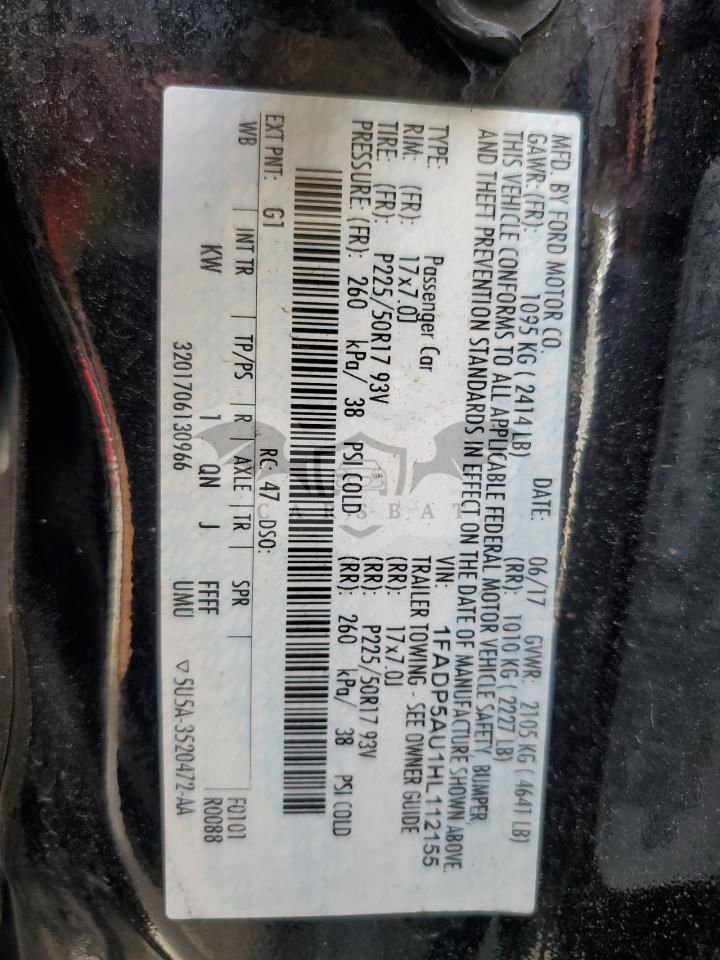 MFD. BY FORD MOTOR CO. DATE: 06/17 GVWR: 2105 KG ( 4641 LB)
GAWR: (FR): 1095 KG ( 2414 LB) (RR): 1010 KG ( 2227 LB)
THIS VEHICLE CONFORMS TO ALL APPLICABLE FEDERAL MOTOR VEHICLE SAFETY, BUMPER,
AND THEFT PREVENTION STANDARDS IN EFFECT ON THE DATE OF MANUFACTURE SHOWN ABOVE.
VIN: 1FADP5AU1HL112155
TYPE: Passenger Car TRAILER TOWING - SEE OWNER GUIDE
RIM: (FR): 17x7.0J (RR): 17x7.0J
TIRE: (FR): P225/50R17 93V (RR): P225/50R17 93V
PRESSURE: (FR): 260 kPa/ 38 PSI COLD (RR): 260 kPa/ 38 PSI COLD
CARSBAT
EXT PNT: G1 RC: 47 DSO: F0101
WB INT TR TP/PS R AXLE TR SPR R0088
KW 1 QN J FFFF UMU
3201706130966 ▽5U5A-3520472-AA